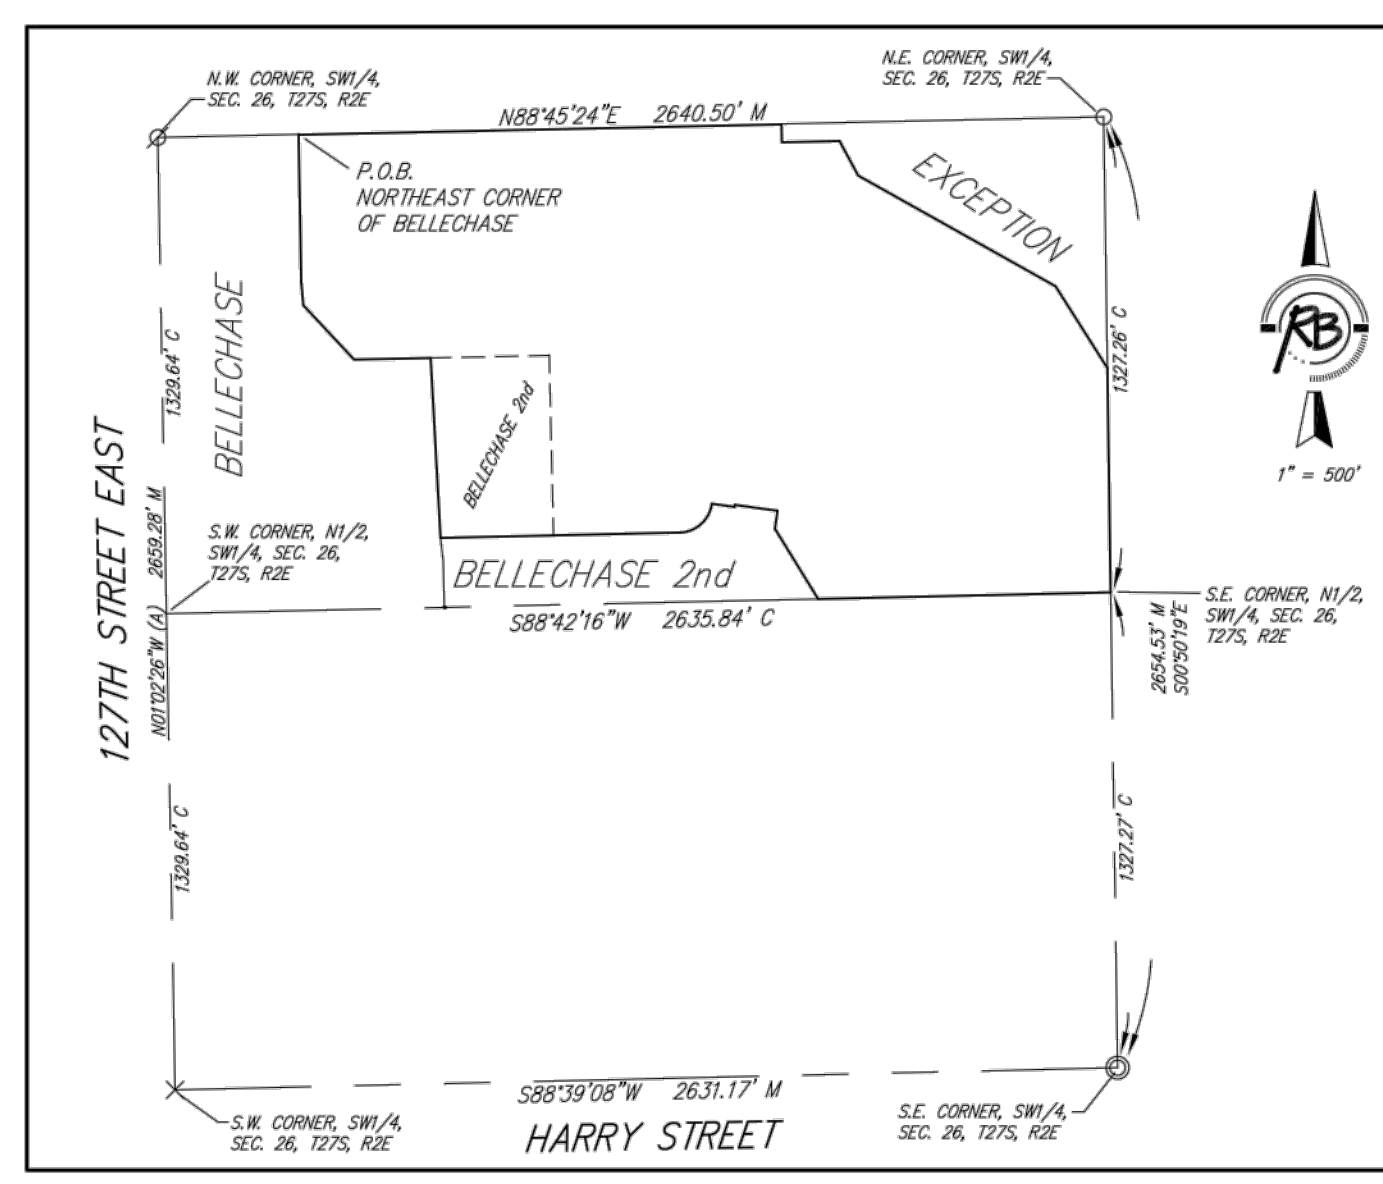 N.W. CORNER, SW1/4,
SEC. 26, T27S, R2E
N.E. CORNER, SW1/4,
SEC. 26, T27S, R2E
N88°45'24"E 2640.50' M
P.O.B.
NORTHEAST CORNER
OF BELLECHASE
EXCEPTION
BELLECHASE
1329.64' C
1327.26' C
RB
1" = 500'
BELLECHASE 2nd
127TH STREET EAST
N01°02'26"W (A) 2659.28' M
S.W. CORNER, N1/2,
SW1/4, SEC. 26,
T27S, R2E
BELLECHASE 2nd
S88°42'16"W 2635.84' C
S.E. CORNER, N1/2,
SW1/4, SEC. 26,
T27S, R2E
2654.53' M
S00°50'19"E
1329.64' C
1327.27' C
S88°39'08"W 2631.17' M
S.W. CORNER, SW1/4,
SEC. 26, T27S, R2E
HARRY STREET
S.E. CORNER, SW1/4,
SEC. 26, T27S, R2E